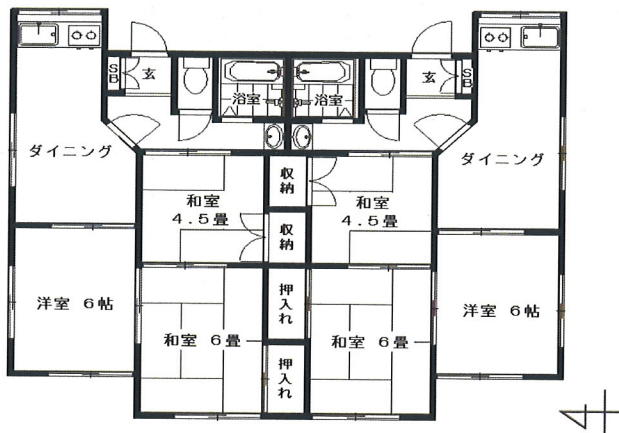 SB
玄
浴室
浴室
玄
SB
ダイニング
ダイニング
和室
4.5畳
収納
和室
4.5畳
収納
洋室 6帖
和室 6畳
押入れ
押入れ
和室 6畳
洋室 6帖